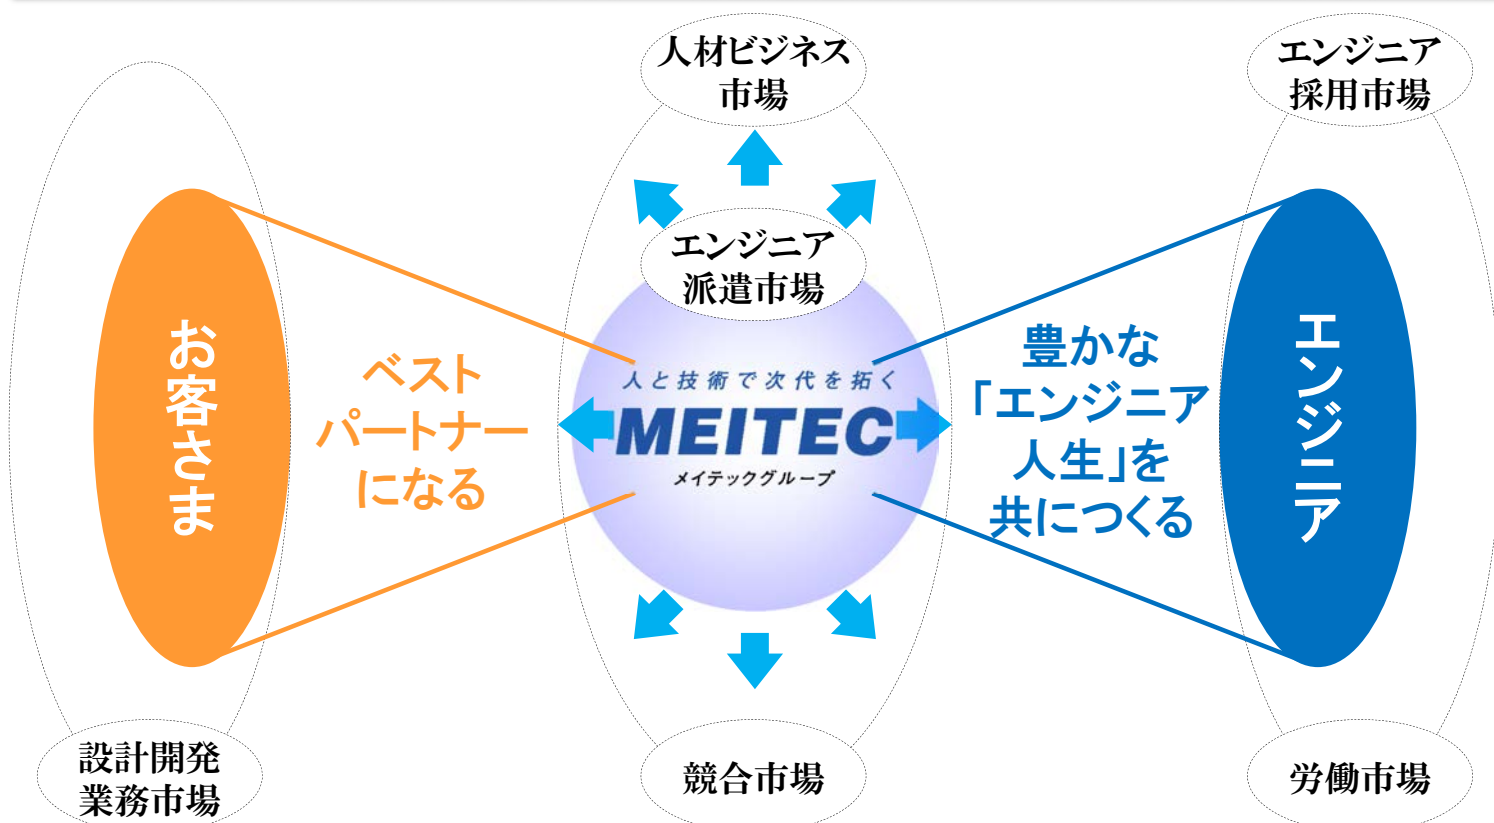 人材ビジネス
市場
エンジニア
採用市場
エンジニア
派遣市場
お客さま
ベスト
パートナー
になる
人と技術で次代を拓く
MEITEC
メイテックグループ
豊かな
「エンジニア
人生」を
共につくる
エンジニア
設計開発
業務市場
競合市場
労働市場